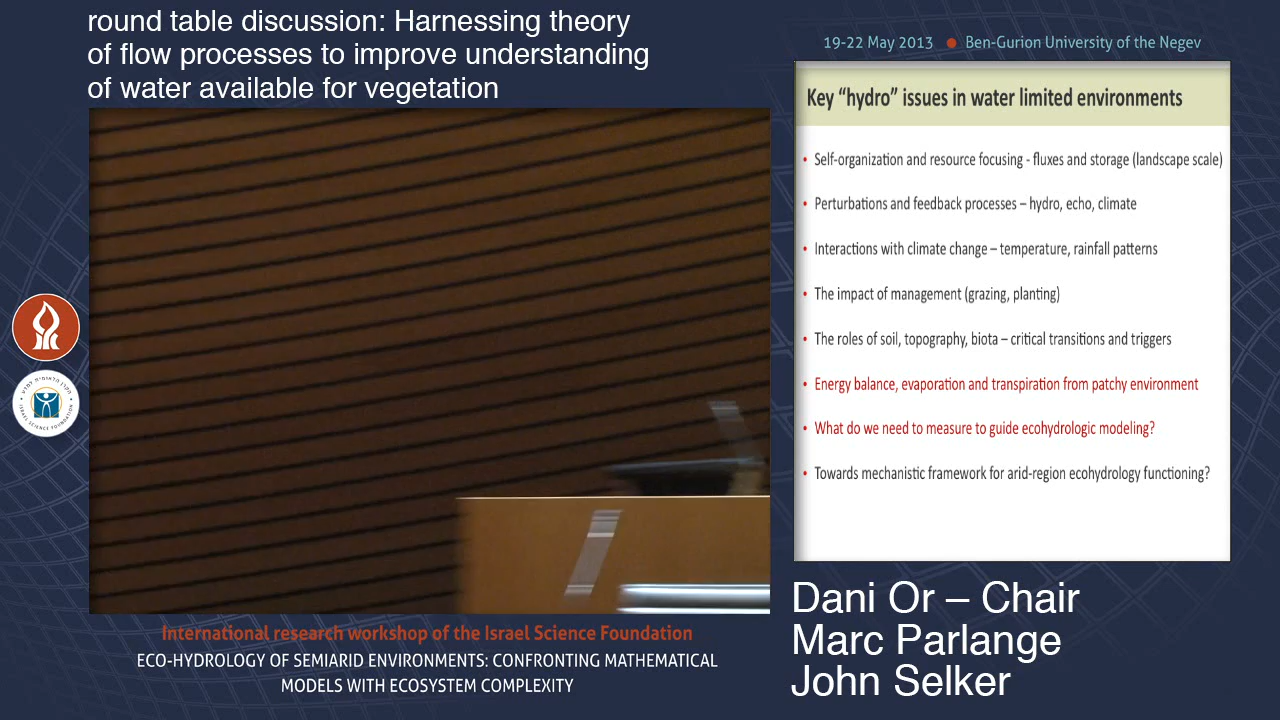 round table discussion: Harnessing theory
of flow processes to improve understanding
of water available for vegetation
19-22 May 2013 ● Ben-Gurion University of the Negev
Key “hydro” issues in water limited environments
• Self-organization and resource focusing - fluxes and storage (landscape scale)
• Perturbations and feedback processes – hydro, echo, climate
• Interactions with climate change – temperature, rainfall patterns
• The impact of management (grazing, planting)
• The roles of soil, topography, biota – critical transitions and triggers
• Energy balance, evaporation and transpiration from patchy environment
• What do we need to measure to guide ecohydrologic modeling?
• Towards mechanistic framework for arid-region ecohydrology functioning?
Dani Or – Chair
Marc Parlange
John Selker
International research workshop of the Israel Science Foundation
ECO-HYDROLOGY OF SEMIARID ENVIRONMENTS: CONFRONTING MATHEMATICAL
MODELS WITH ECOSYSTEM COMPLEXITY
ISRAEL SCIENCE FOUNDATION